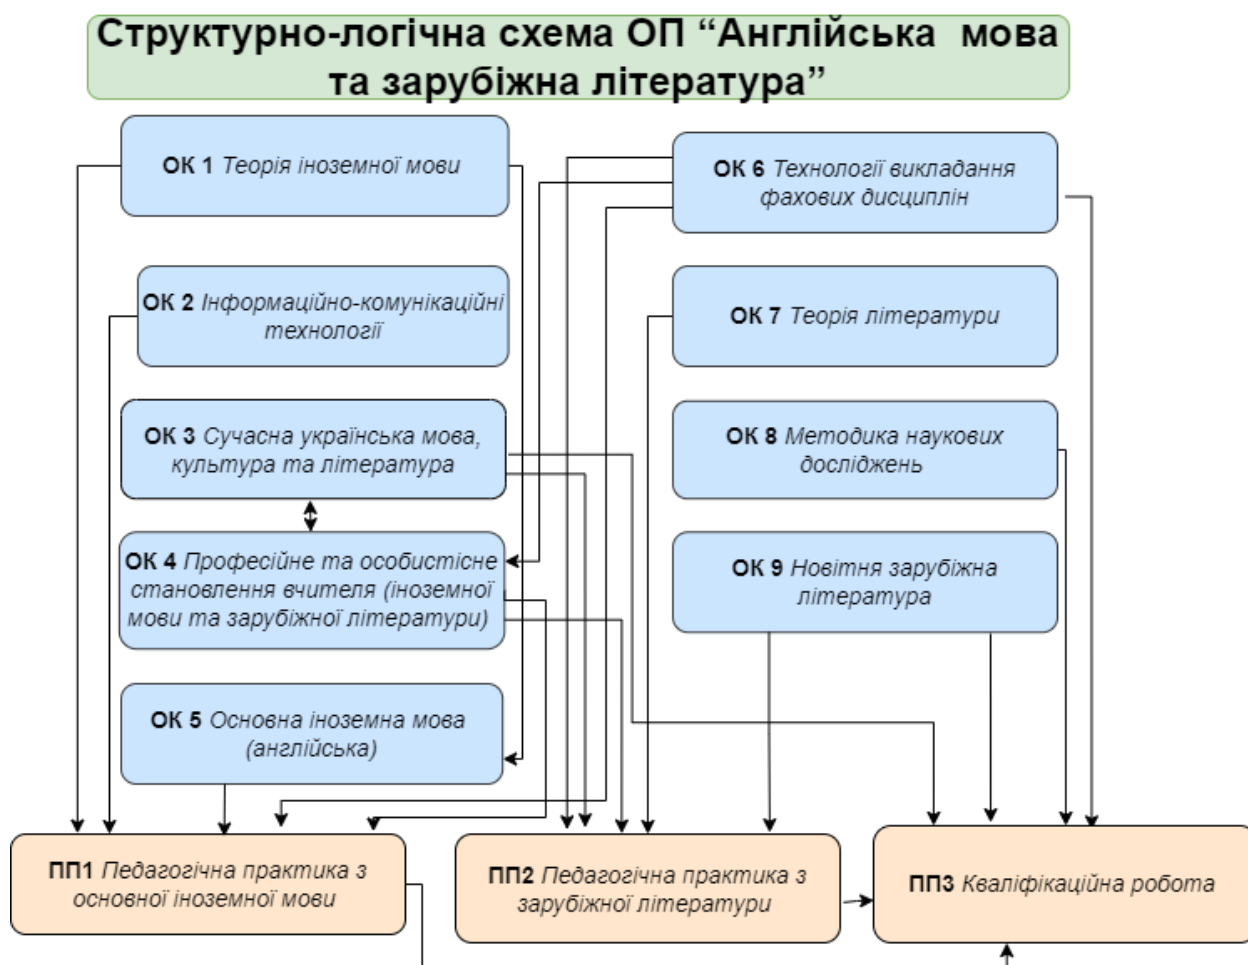 Структурно-логічна схема ОП “Англійська мова
та зарубіжна література”
ОК 1 Теорія іноземної мови
ОК 2 Інформаційно-комунікаційні
технології
ОК 3 Сучасна українська мова,
культура та література
ОК 4 Професійне та особистісне
становлення вчителя (іноземної
мови та зарубіжної літератури)
ОК 5 Основна іноземна мова
(англійська)
ОК 6 Технології викладання
фахових дисциплін
ОК 7 Теорія літератури
ОК 8 Методика наукових
досліджень
ОК 9 Новітня зарубіжна
література
ПП1 Педагогічна практика з
основної іноземної мови
ПП2 Педагогічна практика з
зарубіжної літератури
ПП3 Кваліфікаційна робота